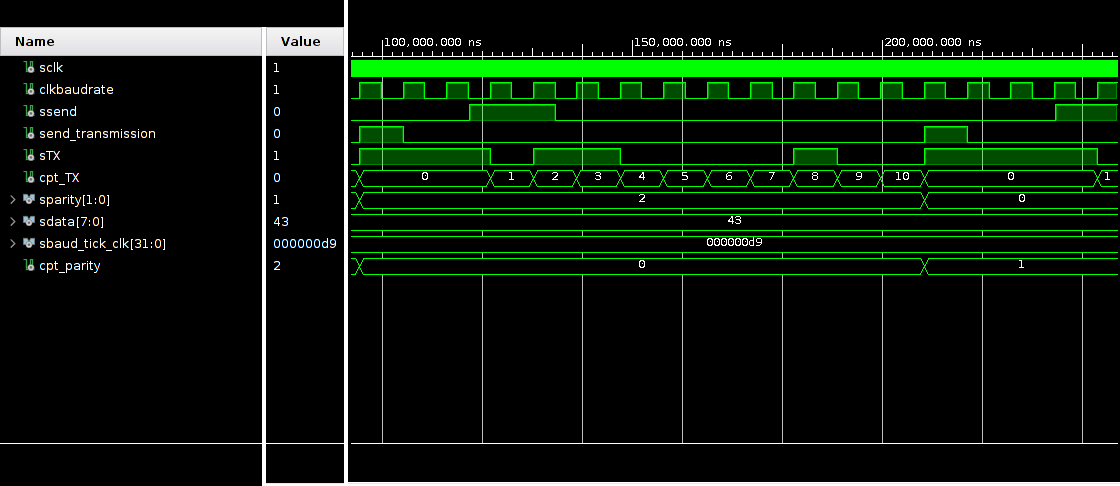 Name Value
100,000.000 ns 150,000.000 ns 200,000.000 ns
sclk 1
clkbaudrate 1
ssend 0
send_transmission 0
sTX 1
cpt_TX 0 0 1 2 3 4 5 6 7 8 9 10 0 1
sparity[1:0] 1 2 0
sdata[7:0] 43 43
sbaud_tick_clk[31:0] 000000d9 000000d9
cpt_parity 2 0 1